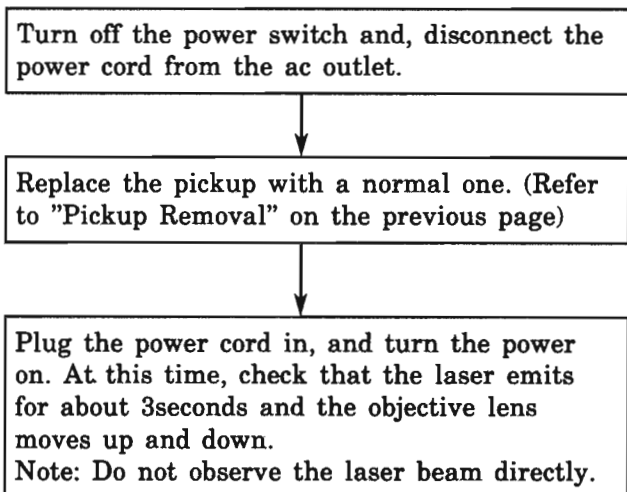 Turn off the power switch and, disconnect the
power cord from the ac outlet.
Replace the pickup with a normal one. (Refer
to ”Pickup Removal” on the previous page)
Plug the power cord in, and turn the power
on. At this time, check that the laser emits
for about 3seconds and the objective lens
moves up and down.
Note: Do not observe the laser beam directly.